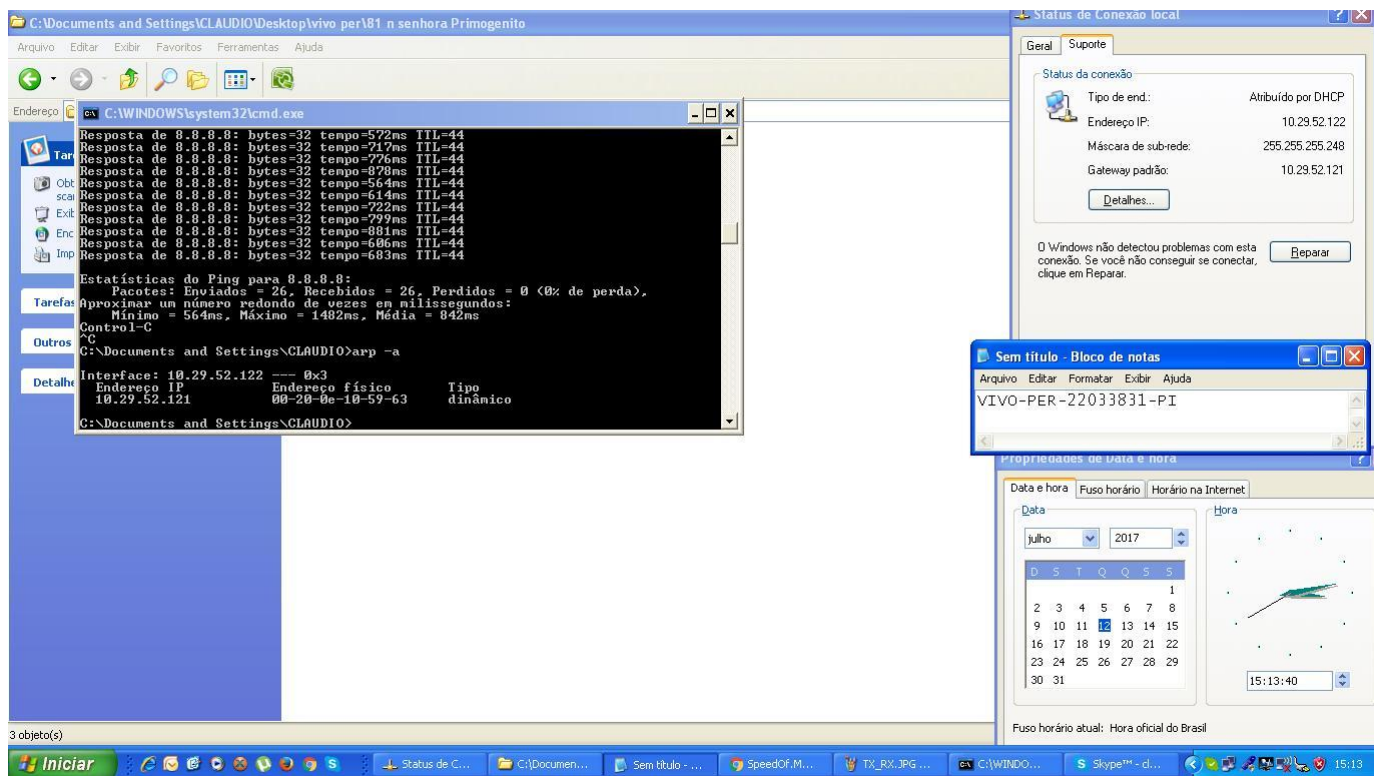 C:\Documents and Settings\CLAUDIO\Desktop\vivo per\81 n senhora Primogenito
Arquivo Editar Exibir Favoritos Ferramentas Ajuda
Endereço
C:\WINDOWS\system32\cmd.exe
Resposta de 8.8.8.8: bytes=32 tempo=572ms TTL=44
Resposta de 8.8.8.8: bytes=32 tempo=717ms TTL=44
Resposta de 8.8.8.8: bytes=32 tempo=776ms TTL=44
Resposta de 8.8.8.8: bytes=32 tempo=878ms TTL=44
Resposta de 8.8.8.8: bytes=32 tempo=564ms TTL=44
Resposta de 8.8.8.8: bytes=32 tempo=614ms TTL=44
Resposta de 8.8.8.8: bytes=32 tempo=722ms TTL=44
Resposta de 8.8.8.8: bytes=32 tempo=799ms TTL=44
Resposta de 8.8.8.8: bytes=32 tempo=881ms TTL=44
Resposta de 8.8.8.8: bytes=32 tempo=606ms TTL=44
Resposta de 8.8.8.8: bytes=32 tempo=683ms TTL=44
Estatísticas do Ping para 8.8.8.8:
Pacotes: Enviados = 26, Recebidos = 26, Perdidos = 0 (0% de perda),
Aproximar um número redondo de vezes em milissegundos:
Mínimo = 564ms, Máximo = 1482ms, Média = 842ms
Control-C
^C
C:\Documents and Settings\CLAUDIO>arp -a
Interface: 10.29.52.122 --- 0x3
Endereço IP Endereço físico Tipo
10.29.52.121 00-20-0e-10-59-63 dinâmico
C:\Documents and Settings\CLAUDIO>
Tar
Obt
scan
Exib
Enc
Imp
Tarefas
Outros
Detalhe
3 objeto(s)
Status de Conexão local
Geral Suporte
Status da conexão
Tipo de end.: Atribuído por DHCP
Endereço IP: 10.29.52.122
Máscara de sub-rede: 255.255.255.248
Gateway padrão: 10.29.52.121
Detalhes...
O Windows não detectou problemas com esta
conexão. Se você não conseguir se conectar,
clique em Reparar.
Reparar
Sem título - Bloco de notas
Arquivo Editar Formatar Exibir Ajuda
VIVO-PER-22033831-PI
Propriedades de Data e hora
Data e hora Fuso horário Horário na Internet
Data
julho 2017
D S T Q Q S S
1
2 3 4 5 6 7 8
9 10 11 12 13 14 15
16 17 18 19 20 21 22
23 24 25 26 27 28 29
30 31
Hora
15:13:40
Fuso horário atual: Hora oficial do Brasil
Iniciar Status de C... C:\Documen... Sem título - ... SpeedOf.M... TX_RX.JPG ... C:\WINDO... Skype™ - d... 15:13